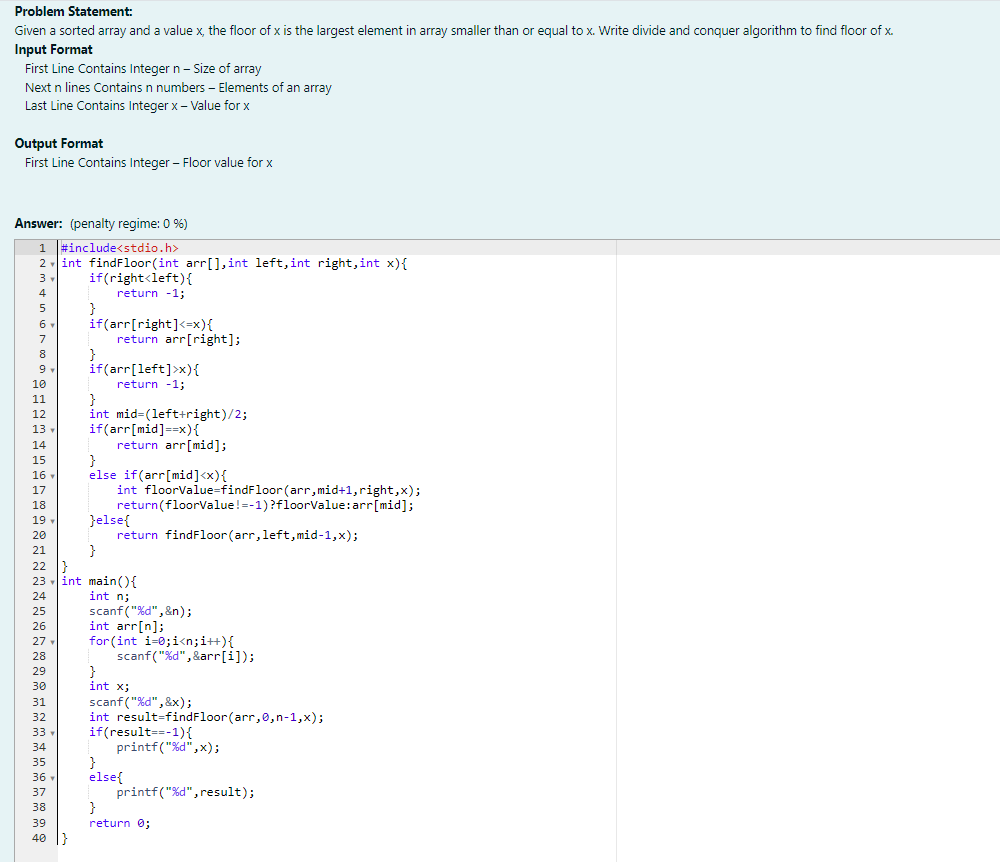 Problem Statement:
Given a sorted array and a value x, the floor of x is the largest element in array smaller than or equal to x. Write divide and conquer algorithm to find floor of x.
Input Format
First Line Contains Integer n – Size of array
Next n lines Contains n numbers – Elements of an array
Last Line Contains Integer x – Value for x
Output Format
First Line Contains Integer – Floor value for x
Answer: (penalty regime: 0 %)
1 #include<stdio.h>
2 int findFloor(int arr[],int left,int right,int x){
3 if(right<left){
4 return -1;
5 }
6 if(arr[right]<=x){
7 return arr[right];
8 }
9 if(arr[left]>x){
10 return -1;
11 }
12 int mid=(left+right)/2;
13 if(arr[mid]==x){
14 return arr[mid];
15 }
16 else if(arr[mid]<x){
17 int floorValue=findFloor(arr,mid+1,right,x);
18 return(floorValue!=-1)?floorValue:arr[mid];
19 }else{
20 return findFloor(arr,left,mid-1,x);
21 }
22 }
23 int main(){
24 int n;
25 scanf("%d",&n);
26 int arr[n];
27 for(int i=0;i<n;i++){
28 scanf("%d",&arr[i]);
29 }
30 int x;
31 scanf("%d",&x);
32 int result=findFloor(arr,0,n-1,x);
33 if(result==-1){
34 printf("%d",x);
35 }
36 else{
37 printf("%d",result);
38 }
39 return 0;
40 }